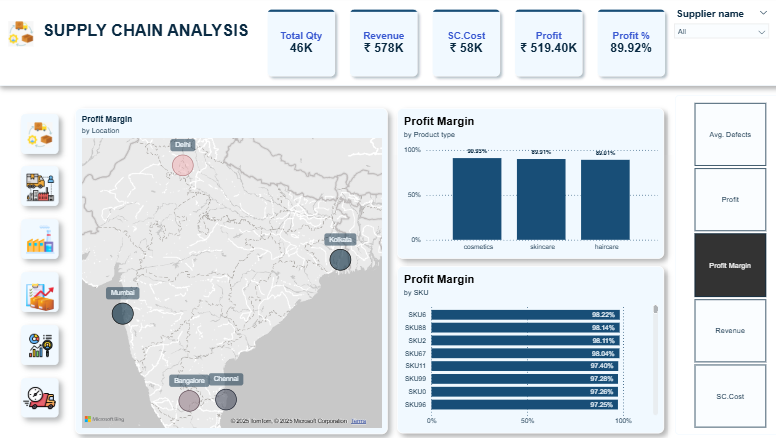 SUPPLY CHAIN ANALYSIS
Total Qty
46K
Revenue
₹ 578K
SC.Cost
₹ 58K
Profit
₹ 519.40K
Profit %
89.92%
Supplier name
All
Profit Margin
by Location
Delhi
Kolkata
Mumbai
Bangalore
Chennai
Microsoft Bing
© 2025 TomTom, © 2025 Microsoft Corporation Terms
Profit Margin
by Product type
100%
50%
0%
89.91%
cosmetics
skincare
haircare
Profit Margin
by SKU
SKU6 98.22%
SKU88 98.14%
SKU2 98.11%
SKU67 98.04%
SKU11 97.40%
SKU99 97.28%
SKU0 97.26%
SKU96 97.25%
0% 50% 100%
Avg. Defects
Profit
Profit Margin
Revenue
SC.Cost